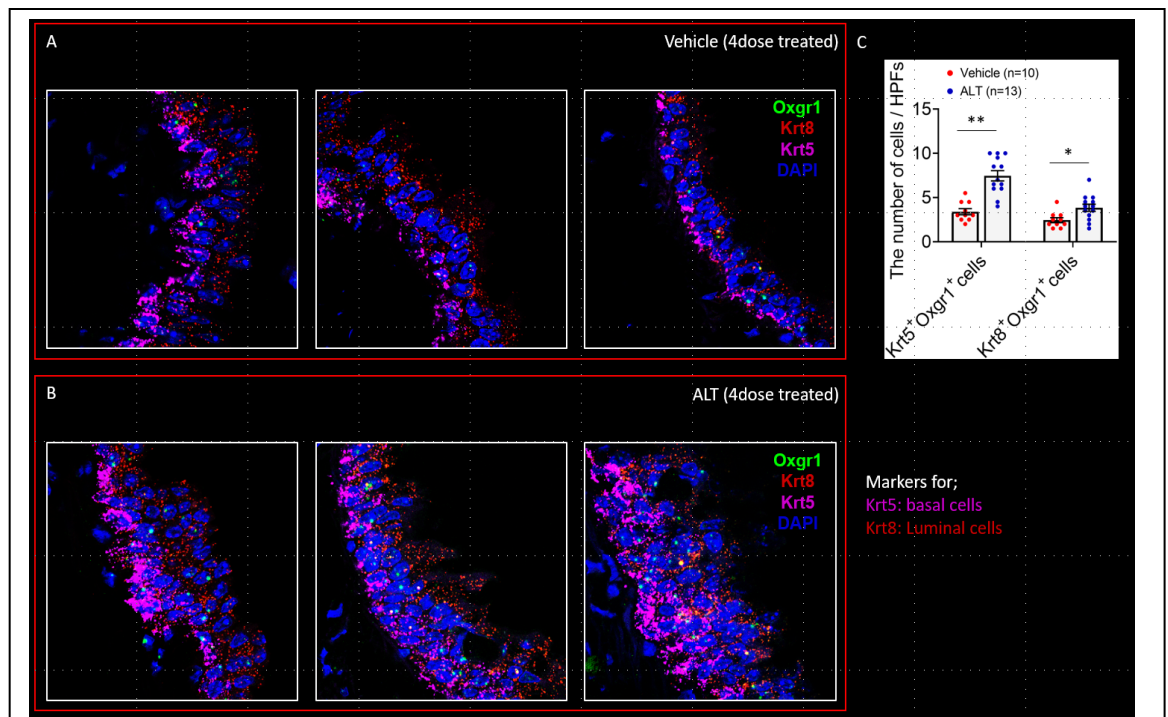 A
Vehicle (4dose treated)
Oxgr1
Krt8
Krt5
DAPI
B
ALT (4dose treated)
Oxgr1
Krt8
Krt5
DAPI
C
Vehicle (n=10)
ALT (n=13)
The number of cells / HPFs
15
10
5
0
**
*
Krt5⁺Oxgr1⁺ cells
Krt8⁺Oxgr1⁺ cells
Markers for;
Krt5: basal cells
Krt8: Luminal cells